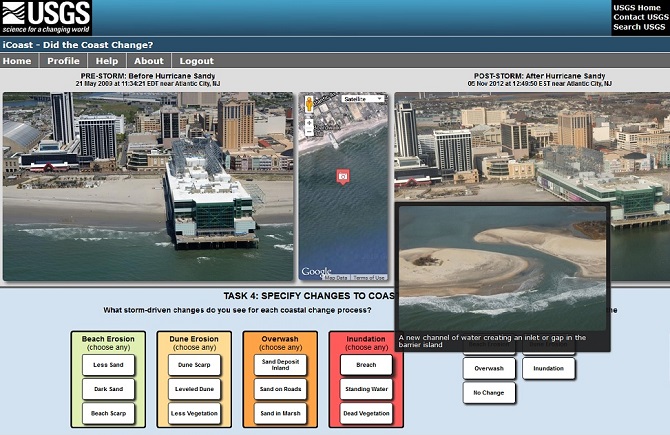 USGS
science for a changing world
USGS Home
Contact USGS
Search USGS
iCoast - Did the Coast Change?
Home Profile Help About Logout
PRE-STORM: Before Hurricane Sandy
21 May 2009 at 11:34:21 EDT near Atlantic City, NJ
POST-STORM: After Hurricane Sandy
05 Nov 2012 at 12:49:50 EST near Atlantic City, NJ
Satellite
+
-
Google
Map Data Terms of Use
TASK 4: SPECIFY CHANGES TO COAS
What storm-driven changes do you see for each coastal change process?
A new channel of water creating an inlet or gap in the
barrier island
Beach Erosion
(choose any)
Less Sand
Dark Sand
Beach Scarp
Dune Erosion
(choose any)
Dune Scarp
Leveled Dune
Less Vegetation
Overwash
(choose any)
Sand Deposit
Inland
Sand on Roads
Sand in Marsh
Inundation
(choose any)
Breach
Standing Water
Dead Vegetation
Overwash
Inundation
No Change